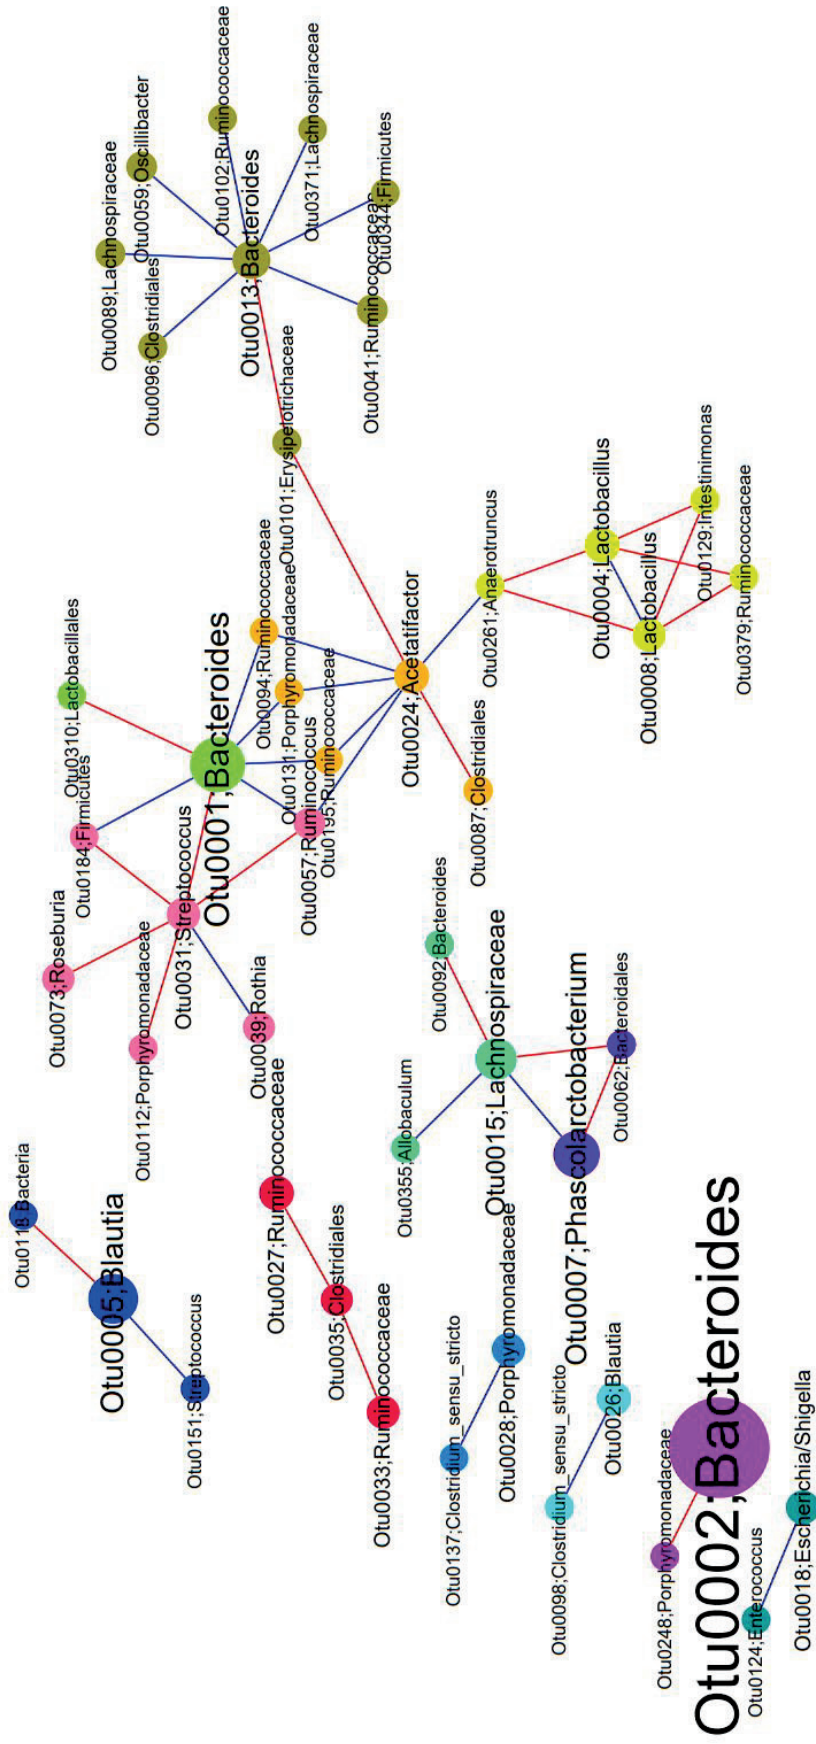 Otu0089;Lachnospiraceae
Otu0059;Oscillibacter
Otu0102;Ruminococcaceae
Otu0371;Lachnospiraceae
Otu0344;Firmicutes
Otu0096;Clostridiales
Otu0013;Bacteroides
Otu0041;Ruminococcaceae
Otu0101;Erysipelotrichaceae
Otu0310;Lactobacillales
Otu0184;Firmicutes
Otu0001;Bacteroides
Otu0094;Ruminococcaceae
Otu0131;Porphyromonadaceae
Otu0195;Ruminococcaceae
Otu0057;Ruminococcus
Otu0024;Acetatifactor
Otu0087;Clostridiales
Otu0261;Anaerotruncus
Otu0004;Lactobacillus
Otu0008;Lactobacillus
Otu0129;Intestinimonas
Otu0379;Ruminococcaceae
Otu0073;Roseburia
Otu0112;Porphyromonadaceae
Otu0031;Streptococcus
Otu0039;Rothia
Bacteria
Otu0005;Blautia
Otu0151;Streptococcus
Otu0027;Ruminococcaceae
Otu0035;Clostridiales
Otu0033;Ruminococcaceae
Otu0092;Bacteroides
Otu0355;Allobaculum
Otu0015;Lachnospiraceae
Otu0007;Phascolarctobacterium
Otu0062;Bacteroidales
Otu0137;Clostridium_sensu_stricto
Otu0028;Porphyromonadaceae
Otu0098;Clostridium_sensu_stricto
Otu0026;Blautia
Otu0248;Porphyromonadaceae
Otu0002;Bacteroides
Otu0124;Enterococcus
Otu0018;Escherichia/Shigella